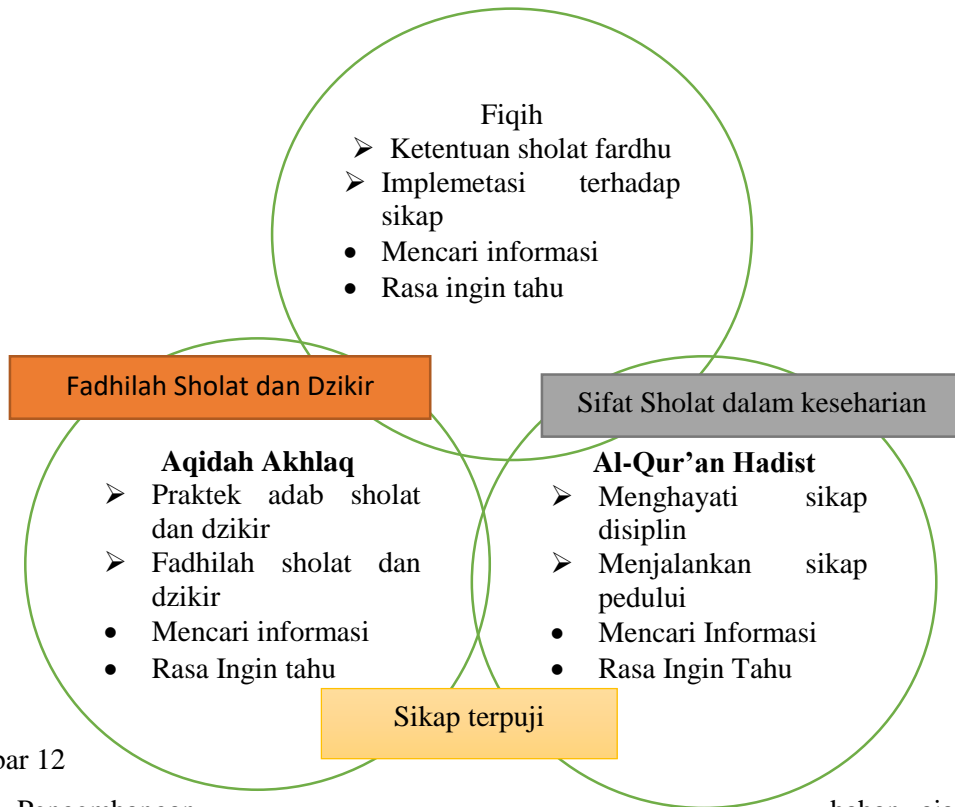 Fiqih
➢ Ketentuan sholat fardhu
➢ Implemetasi terhadap
sikap
• Mencari informasi
• Rasa ingin tahu
Fadhilah Sholat dan Dzikir
Sifat Sholat dalam keseharian
Aqidah Akhlaq
➢ Praktek adab sholat
dan dzikir
➢ Fadhilah sholat dan
dzikir
• Mencari informasi
• Rasa Ingin tahu
Al-Qur’an Hadist
➢ Menghayati sikap
disiplin
➢ Menjalankan sikap
pedului
• Mencari Informasi
• Rasa Ingin Tahu
Sikap terpuji
bar 12